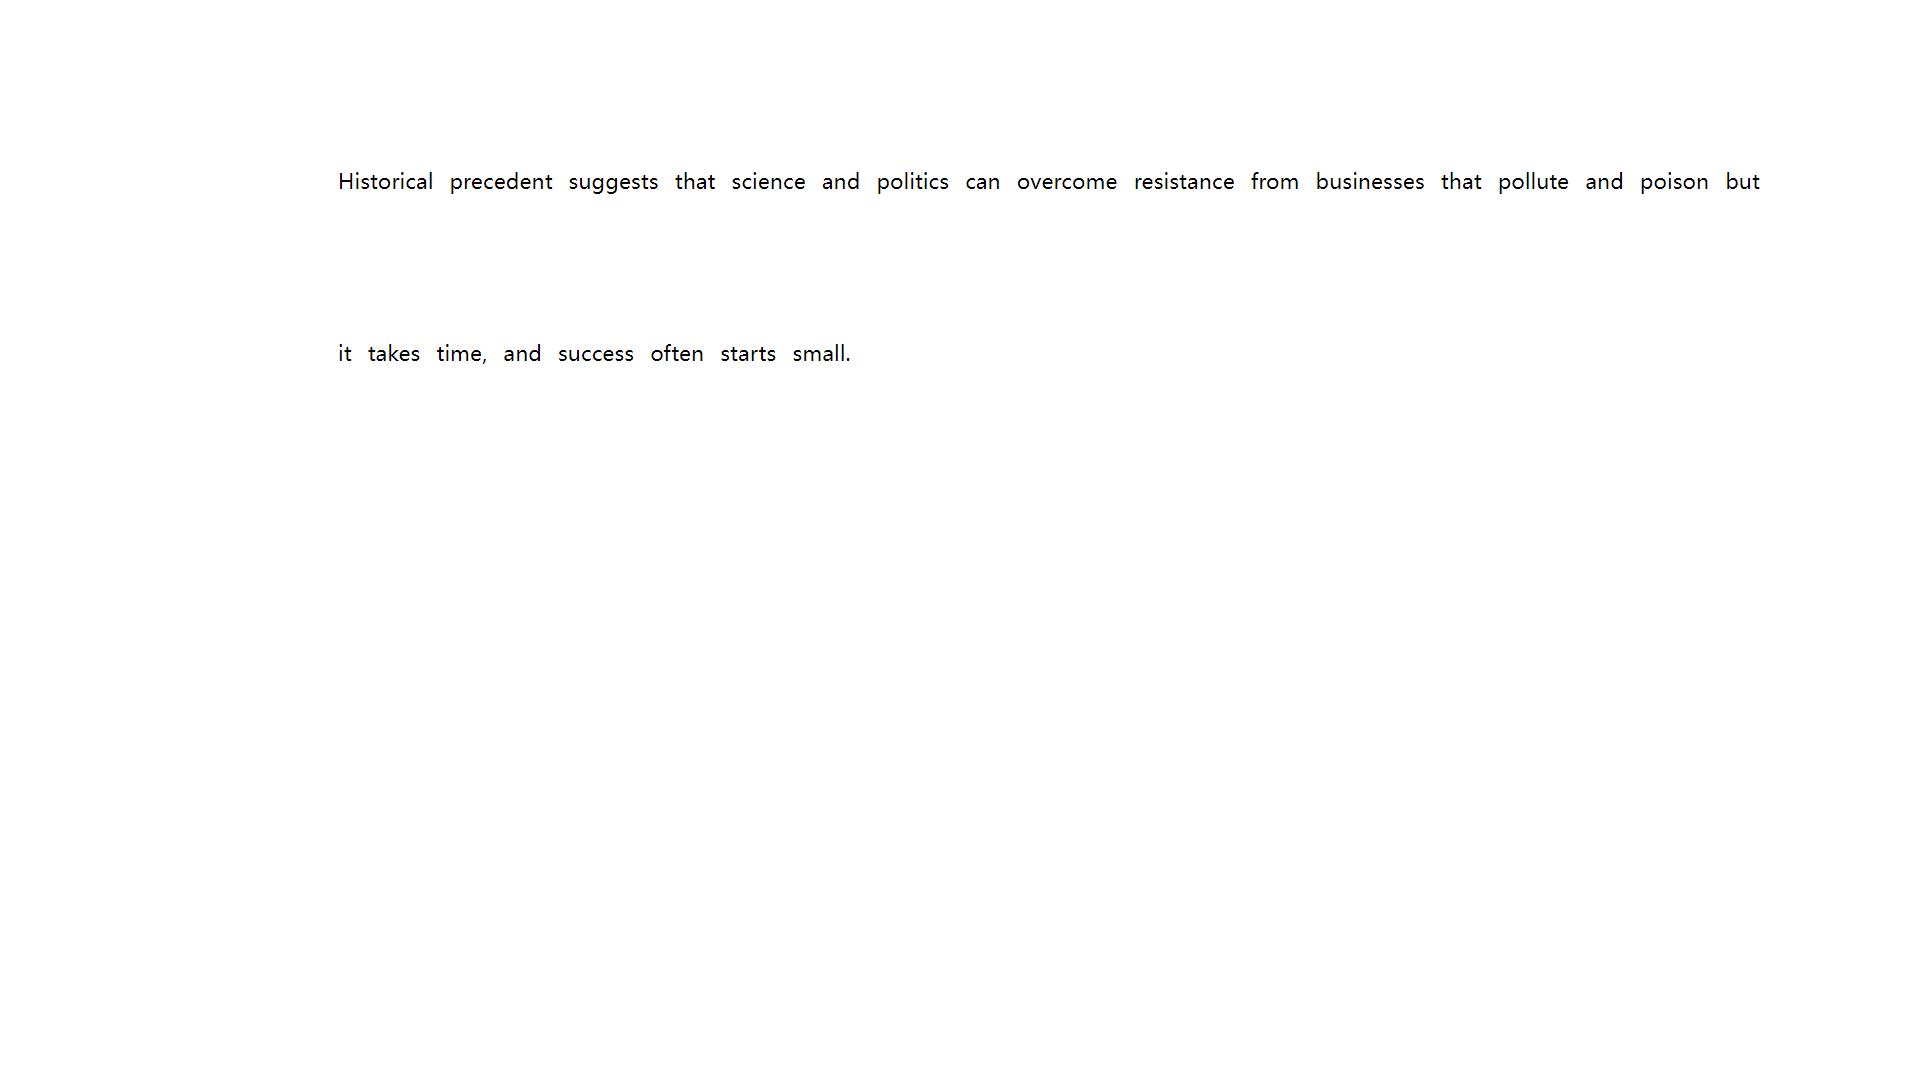 Historical precedent suggests that science and politics can overcome resistance from businesses that pollute and poison but
it takes time, and success often starts small.